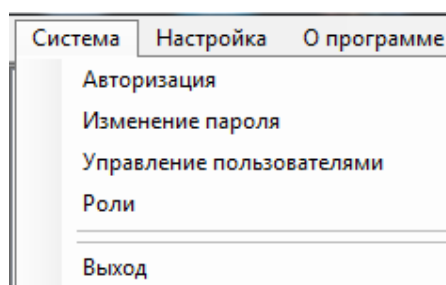 Система Настройка О программе
Авторизация
Изменение пароля
Управление пользователями
Роли
Выход